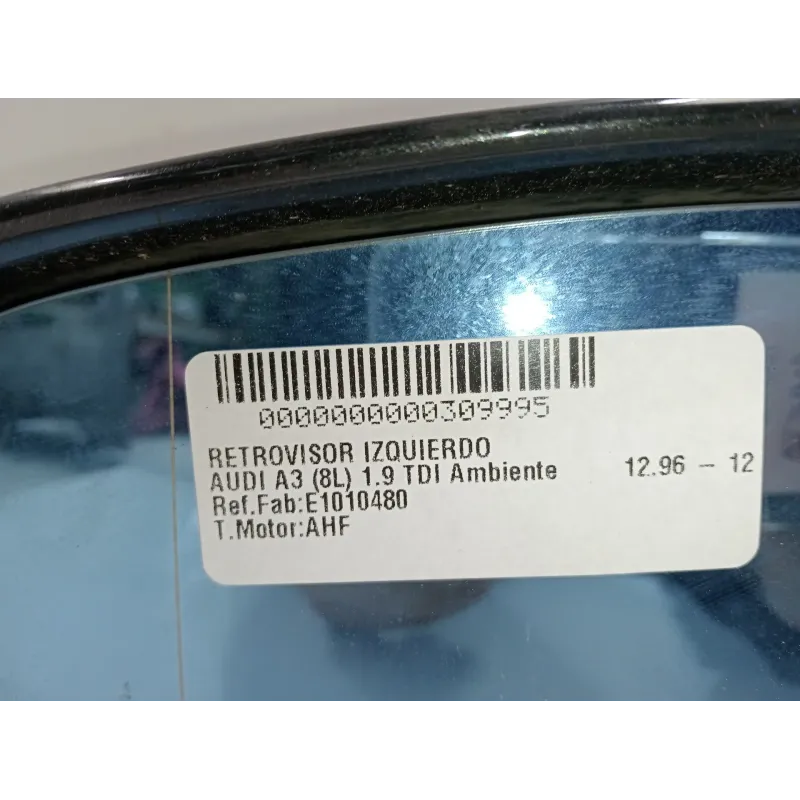 0000000000309995
RETROVISOR IZQUIERDO
AUDI A3 (8L) 1.9 TDI Ambiente 12.96 - 12
Ref.Fab:E1010480
T.Motor:AHF